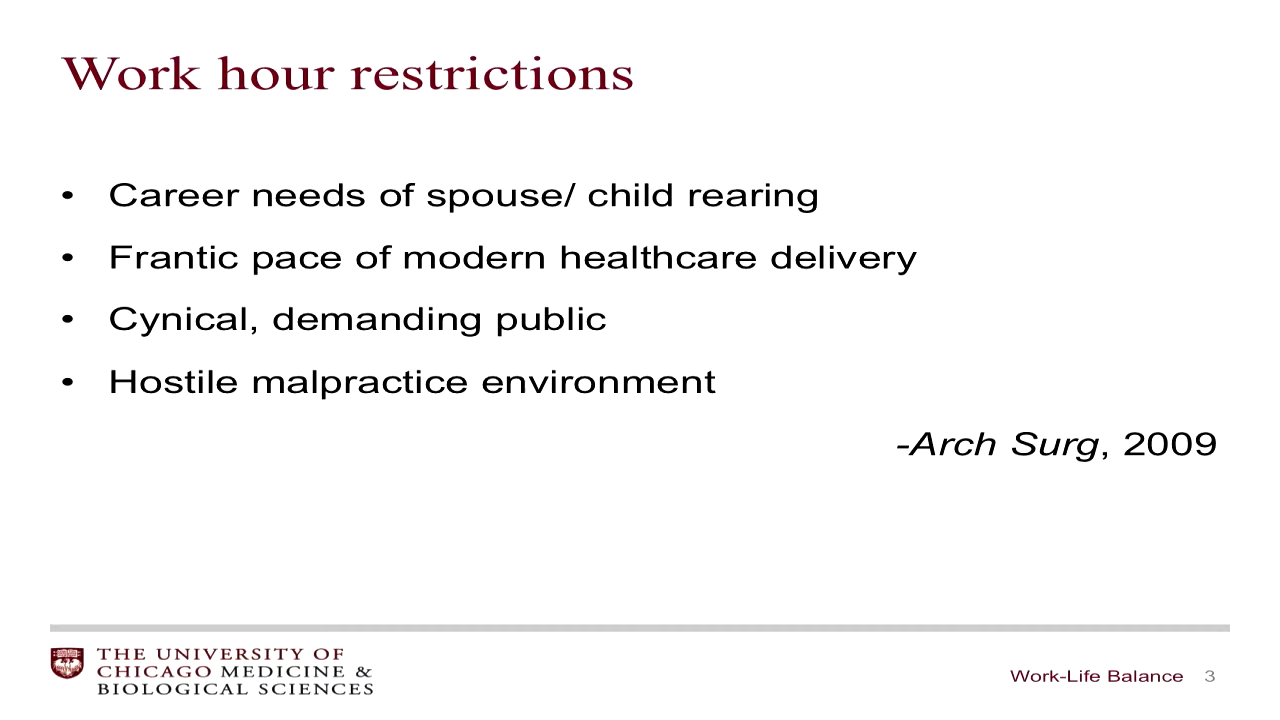 Work hour restrictions
• Career needs of spouse/ child rearing
• Frantic pace of modern healthcare delivery
• Cynical, demanding public
• Hostile malpractice environment
-Arch Surg, 2009
THE UNIVERSITY OF
CHICAGO MEDICINE &
BIOLOGICAL SCIENCES
Work-Life Balance 3